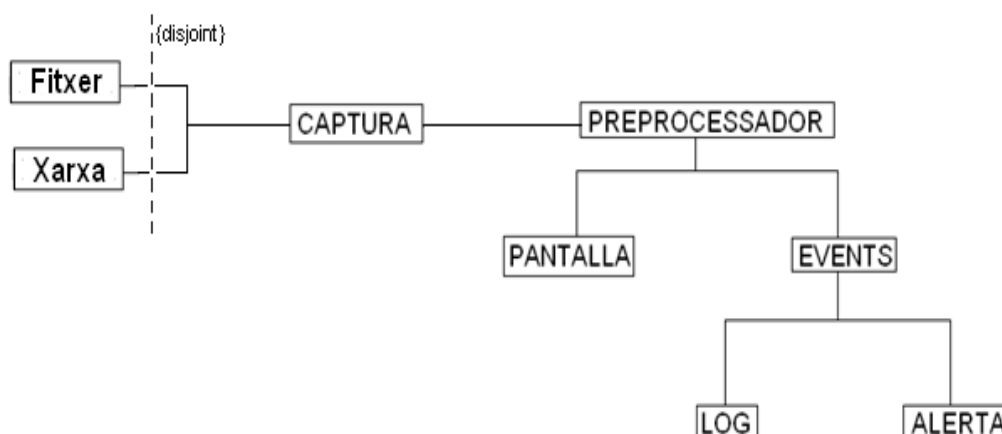 {disjoint}
Fitxer
CAPTURA
PREPROCESSADOR
Xarxa
PANTALLA
EVENTS
LOG
ALERTA